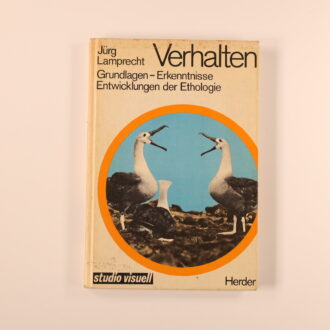 Jürg
Lamprecht
Verhalten
Grundlagen – Erkenntnisse
Entwicklungen der Ethologie
studio visuell
Herder